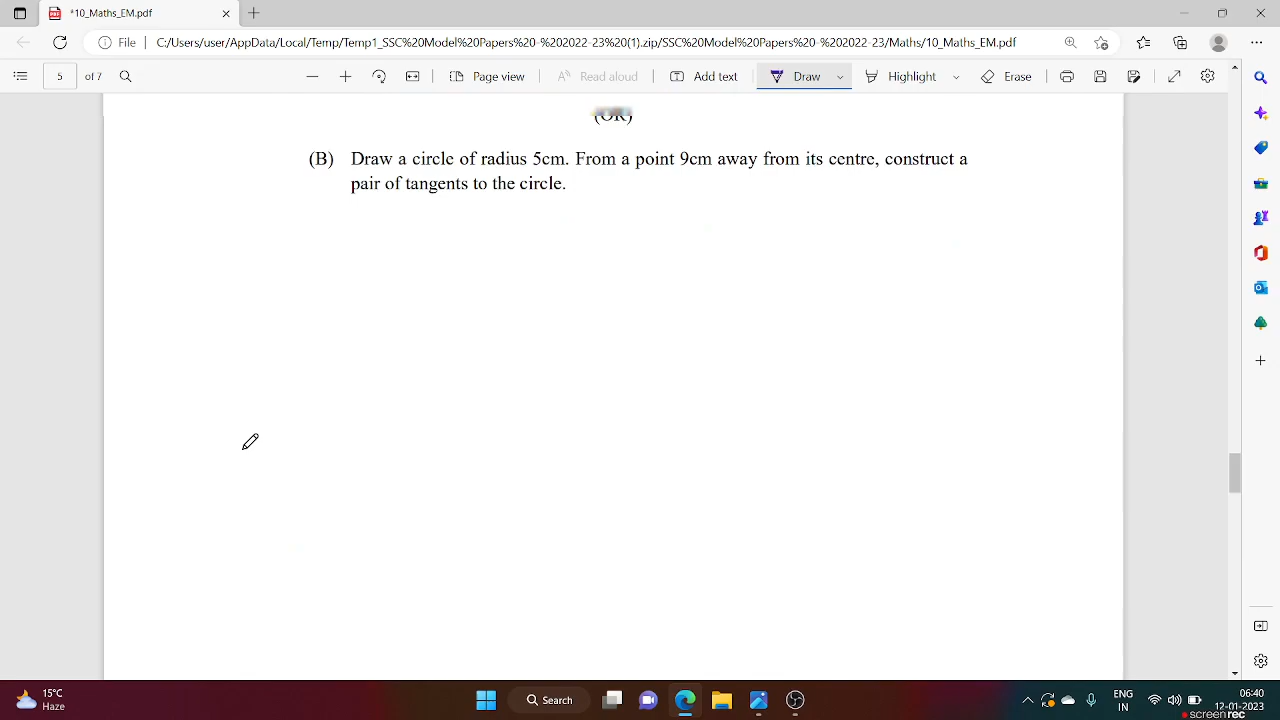 *10_Maths_EM.pdf
File
C:/Users/user/AppData/Local/Temp/Temp1_SSC%20Model%20Papers%20-%202022-23%20(1).zip/SSC%20Model%20Papers%20-%202022-23/Maths/10_Maths_EM.pdf
5 of 7
Page view
Read aloud
Add text
Draw
Highlight
Erase
(OR)
(B) Draw a circle of radius 5cm. From a point 9cm away from its centre, construct a
pair of tangents to the circle.
15°C
Haze
Search
ENG
IN
06:40
12-01-2023
screenrec